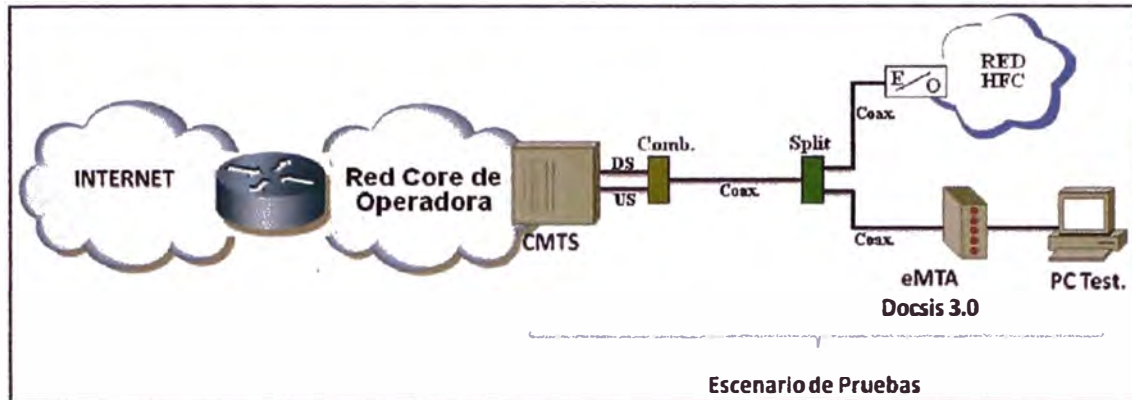 INTERNET
Red Core de
Operadora
CMTS
DS
US
Comb.
Coax.
Split
Coax.
E
O
RED
HFC
Coax.
eMTA
Docsis 3.0
PC Test.
Escenario de Pruebas